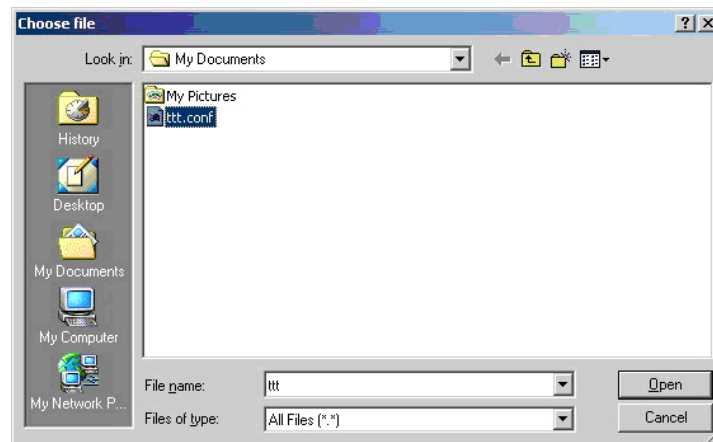 Choose file
Look in: My Documents
My Pictures
ttt.conf
History
Desktop
My Documents
My Computer
My Network P...
File name: ttt
Open
Files of type: All Files (*.*)
Cancel